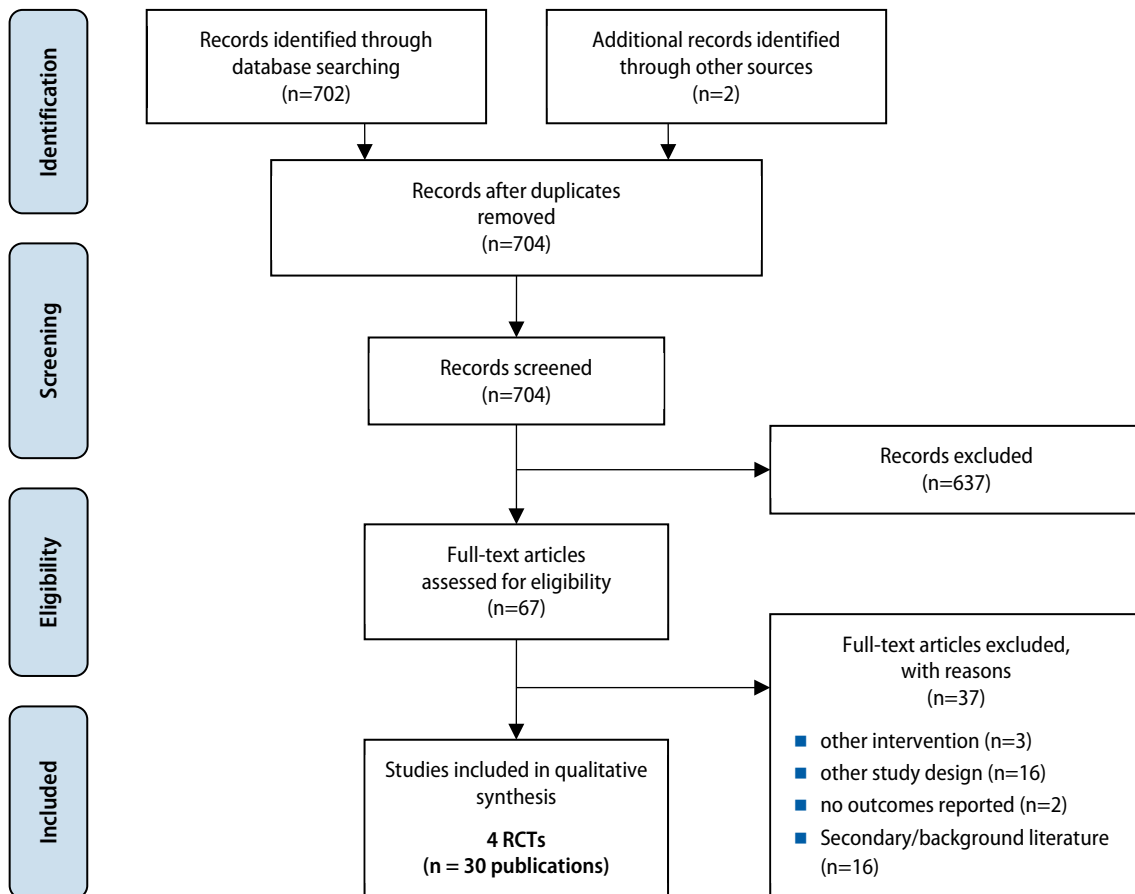 Identification
Records identified through
database searching
(n=702)
Additional records identified
through other sources
(n=2)
Records after duplicates
removed
(n=704)
Screening
Records screened
(n=704)
Records excluded
(n=637)
Eligibility
Full-text articles
assessed for eligibility
(n=67)
Full-text articles excluded,
with reasons
(n=37)
■ other intervention (n=3)
■ other study design (n=16)
■ no outcomes reported (n=2)
■ Secondary/background literature
(n=16)
Included
Studies included in qualitative
synthesis
4 RCTs
(n = 30 publications)